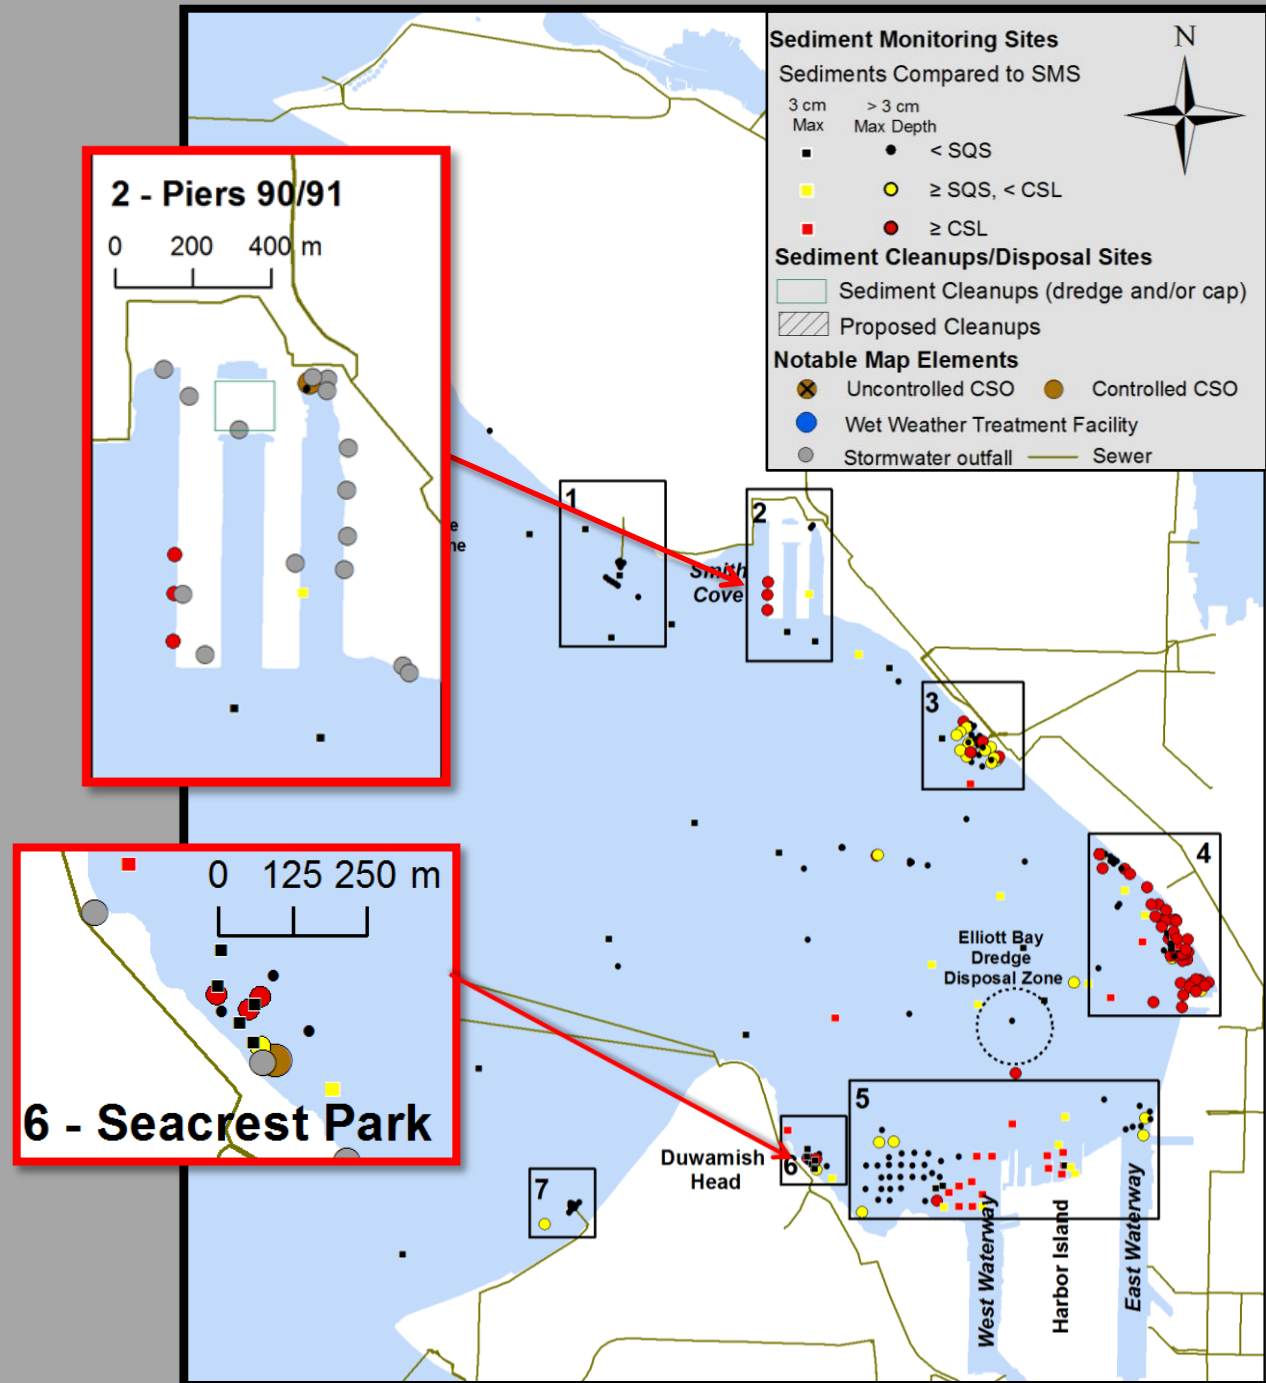 Sediment Monitoring Sites
Sediments Compared to SMS
3 cm
Max
> 3 cm
Max Depth
< SQS
≥ SQS, < CSL
≥ CSL
Sediment Cleanups/Disposal Sites
Sediment Cleanups (dredge and/or cap)
Proposed Cleanups
Notable Map Elements
Uncontrolled CSO
Controlled CSO
Wet Weather Treatment Facility
Stormwater outfall
Sewer
N
2 - Piers 90/91
0 200 400 m
1
2
Smith
Cove
3
4
Elliott Bay
Dredge
Disposal Zone
0 125 250 m
6 - Seacrest Park
5
6
Duwamish
Head
7
West Waterway
Harbor Island
East Waterway